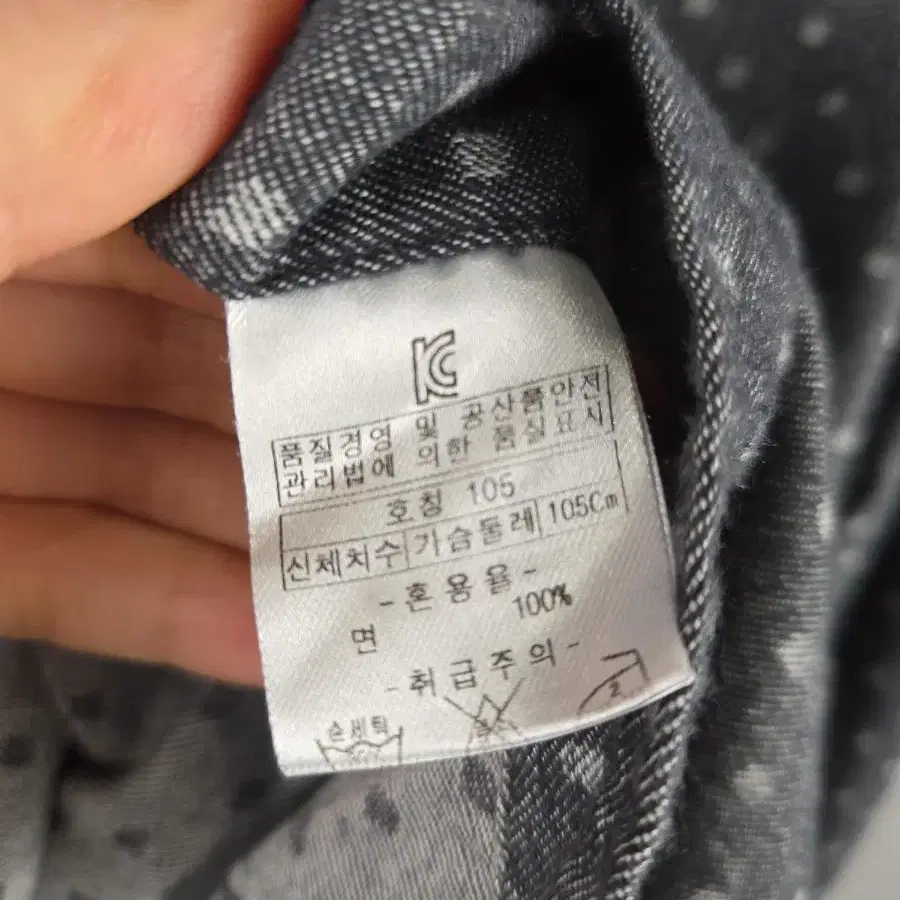 KC
품질경영 및 공산품안전
관리법에 의한 품질표시
호칭 105
신체치수 가슴둘레 105Cm
-혼용율-
면 100%
-취급주의-
손세탁
2